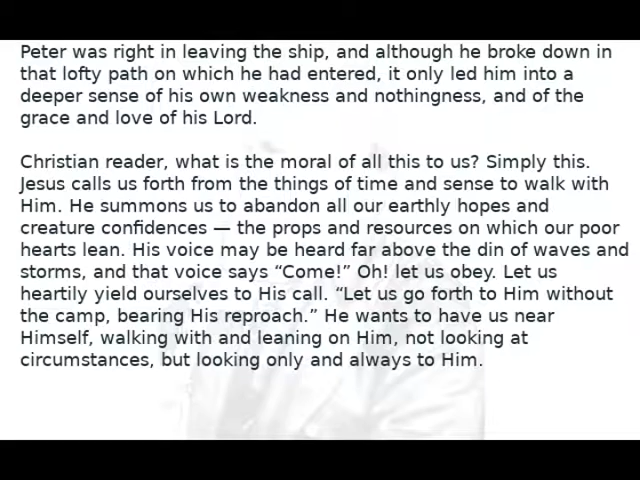 Peter was right in leaving the ship, and although he broke down in
that lofty path on which he had entered, it only led him into a
deeper sense of his own weakness and nothingness, and of the
grace and love of his Lord.
Christian reader, what is the moral of all this to us? Simply this.
Jesus calls us forth from the things of time and sense to walk with
Him. He summons us to abandon all our earthly hopes and
creature confidences — the props and resources on which our poor
hearts lean. His voice may be heard far above the din of waves and
storms, and that voice says “Come!” Oh! let us obey. Let us
heartily yield ourselves to His call. “Let us go forth to Him without
the camp, bearing His reproach.” He wants to have us near
Himself, walking with and leaning on Him, not looking at
circumstances, but looking only and always to Him.